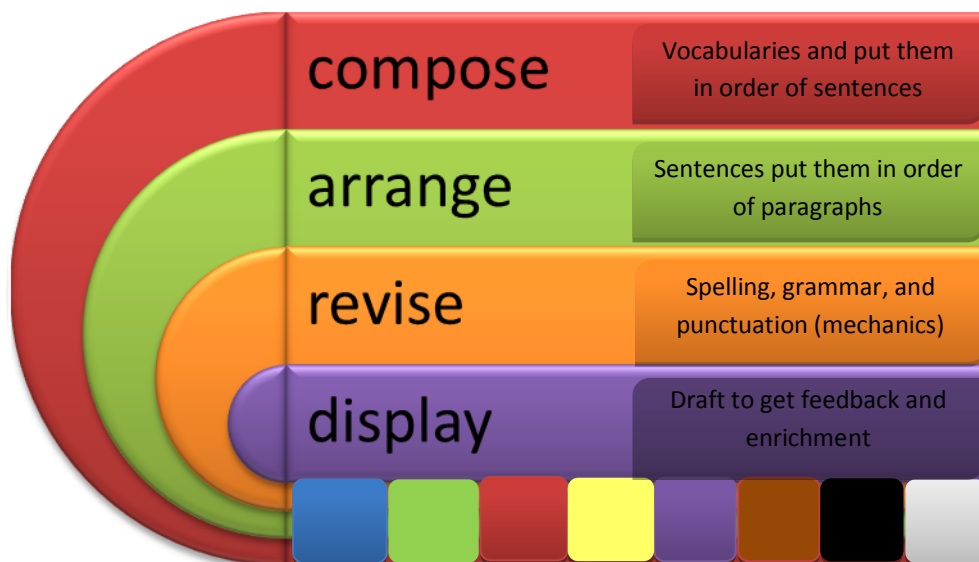 compose
Vocabularies and put them
in order of sentences
arrange
Sentences put them in order
of paragraphs
revise
Spelling, grammar, and
punctuation (mechanics)
display
Draft to get feedback and
enrichment